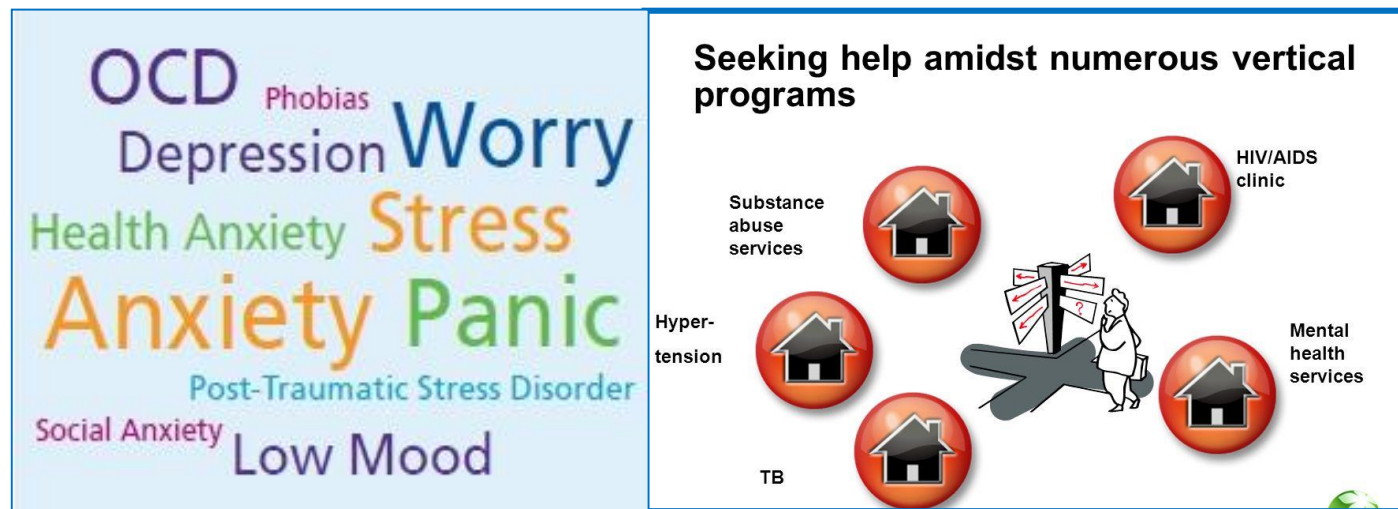 OCD
Phobias
Depression
Worry
Health Anxiety
Stress
Anxiety
Panic
Post-Traumatic Stress Disorder
Social Anxiety
Low Mood
Seeking help amidst numerous vertical
programs
HIV/AIDS
clinic
Substance
abuse
services
?
Hyper-
tension
Mental
health
services
TB